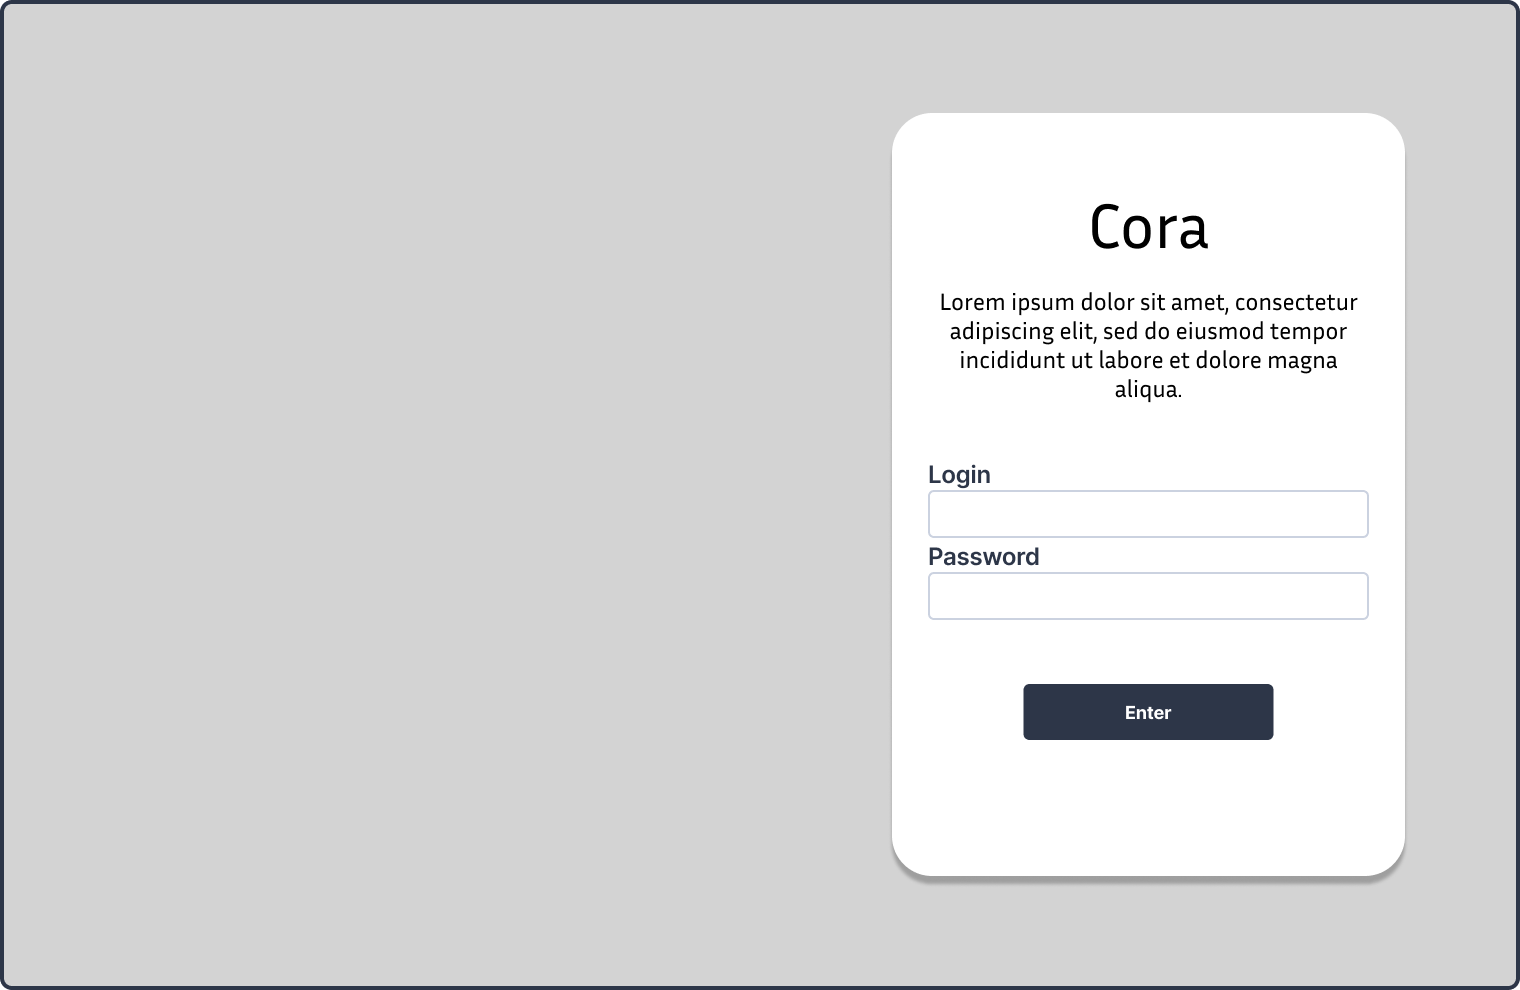 Cora
Lorem ipsum dolor sit amet, consectetur
adipiscing elit, sed do eiusmod tempor
incididunt ut labore et dolore magna
aliqua.
Login
Password
Enter